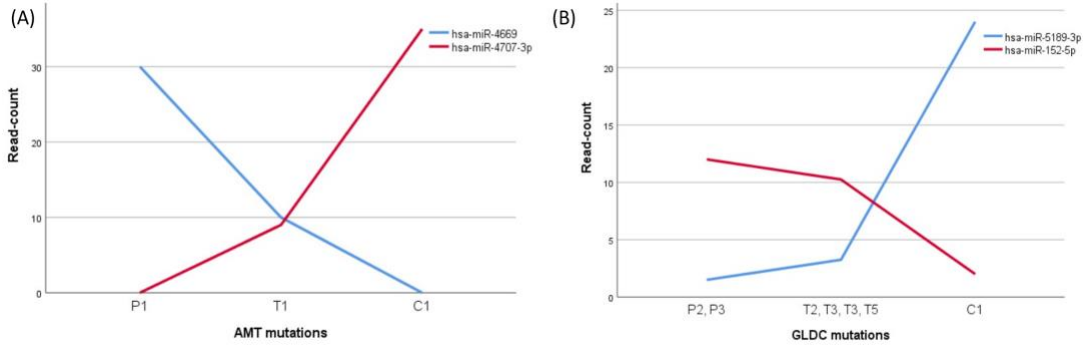 (A)
hsa-miR-4669
hsa-miR-4707-3p
Read-count
30
20
10
0
P1 T1 C1
AMT mutations
(B)
hsa-miR-5189-3p
hsa-miR-152-5p
Read-count
25
20
15
10
5
0
P2, P3 T2, T3, T3, T5 C1
GLDC mutations